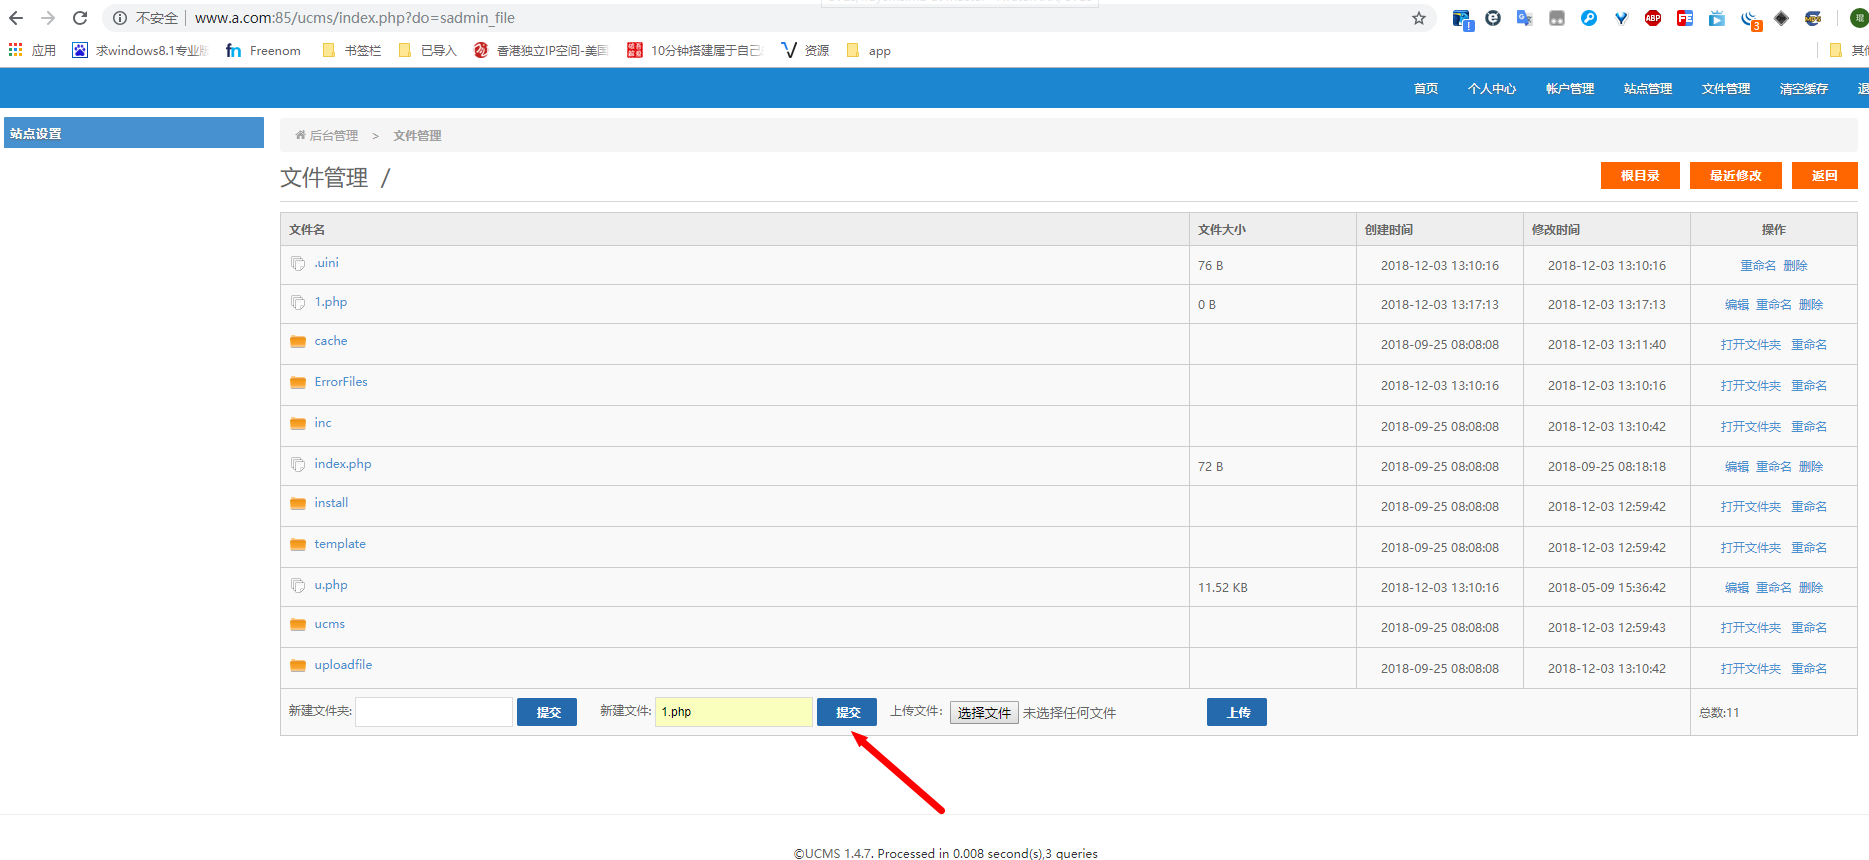 不安全 www.a.com:85/ucms/index.php?do=sadmin_file
应用 求windows8.1专业版 fn Freenom 书签栏 已导入 香港独立IP空间-美国 10分钟搭建属于自己 资源 app 其他
首页 个人中心 帐户管理 站点管理 文件管理 清空缓存
站点设置
后台管理 > 文件管理
文件管理 /
根目录 最近修改 返回
文件名 文件大小 创建时间 修改时间 操作
.uini 76 B 2018-12-03 13:10:16 2018-12-03 13:10:16 重命名 删除
1.php 0 B 2018-12-03 13:17:13 2018-12-03 13:17:13 编辑 重命名 删除
cache 2018-09-25 08:08:08 2018-12-03 13:11:40 打开文件夹 重命名
ErrorFiles 2018-12-03 13:10:16 2018-12-03 13:10:16 打开文件夹 重命名
inc 2018-09-25 08:08:08 2018-12-03 13:10:42 打开文件夹 重命名
index.php 72 B 2018-09-25 08:08:08 2018-09-25 08:18:18 编辑 重命名 删除
install 2018-09-25 08:08:08 2018-12-03 12:59:42 打开文件夹 重命名
template 2018-09-25 08:08:08 2018-12-03 12:59:42 打开文件夹 重命名
u.php 11.52 KB 2018-12-03 13:10:16 2018-05-09 15:36:42 编辑 重命名 删除
ucms 2018-09-25 08:08:08 2018-12-03 12:59:43 打开文件夹 重命名
uploadfile 2018-09-25 08:08:08 2018-12-03 13:10:42 打开文件夹 重命名
新建文件夹: 提交 新建文件: 1.php 提交 上传文件: 选择文件 未选择任何文件 上传 总数:11
©UCMS 1.4.7. Processed in 0.008 second(s),3 queries